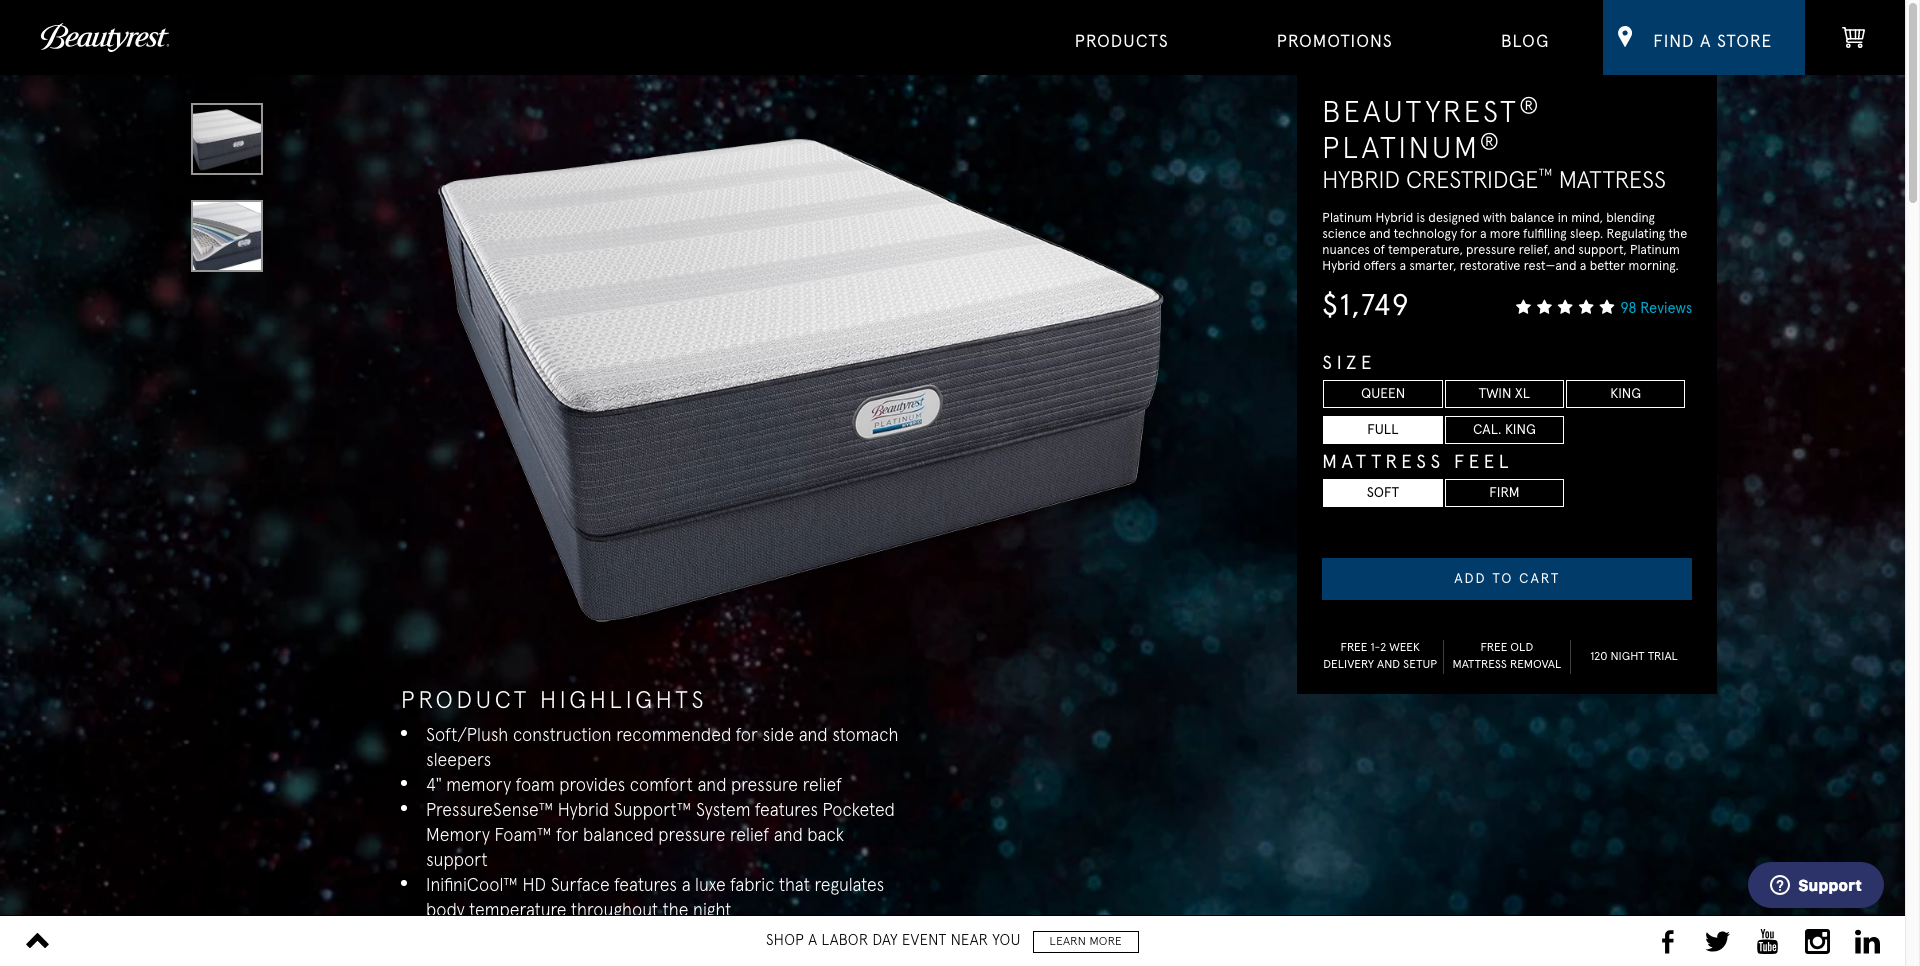 Beautyrest
PRODUCTS
PROMOTIONS
BLOG
FIND A STORE
BEAUTYREST®
PLATINUM®
HYBRID CRESTRIDGE™ MATTRESS
Platinum Hybrid is designed with balance in mind, blending
science and technology for a more fulfilling sleep. Regulating the
nuances of temperature, pressure relief, and support, Platinum
Hybrid offers a smarter, restorative rest—and a better morning.
$1,749
98 Reviews
SIZE
QUEEN
TWIN XL
KING
FULL
CAL. KING
MATTRESS FEEL
SOFT
FIRM
ADD TO CART
FREE 1-2 WEEK
DELIVERY AND SETUP
FREE OLD
MATTRESS REMOVAL
120 NIGHT TRIAL
Beautyrest
PLATINUM
HYBRID
PRODUCT HIGHLIGHTS
• Soft/Plush construction recommended for side and stomach
sleepers
• 4" memory foam provides comfort and pressure relief
• PressureSense™ Hybrid Support™ System features Pocketed
Memory Foam™ for balanced pressure relief and back
support
• InifiniCool™ HD Surface features a luxe fabric that regulates
body temperature throughout the night
Support
SHOP A LABOR DAY EVENT NEAR YOU
LEARN MORE
You
Tube